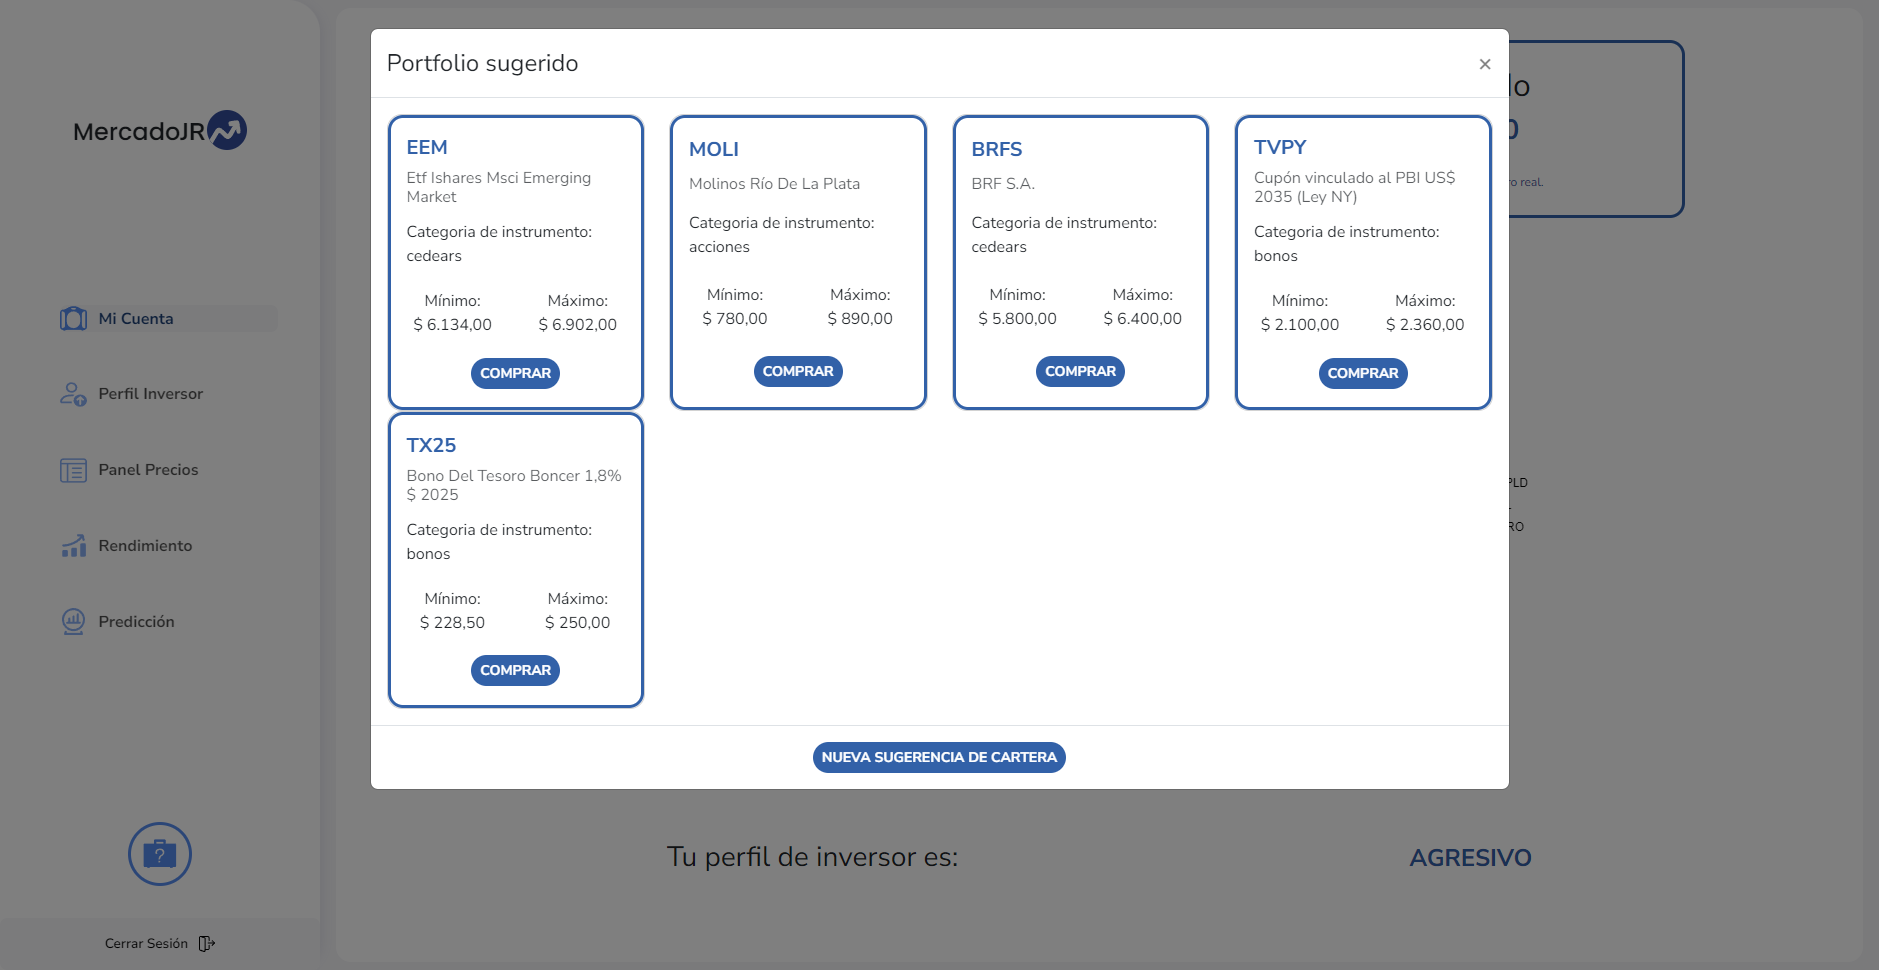 MercadoJR
Mi Cuenta
Perfil Inversor
Panel Precios
Rendimiento
Predicción
Cerrar Sesión
Portfolio sugerido
×
EEM
Etf Ishares Msci Emerging
Market
Categoria de instrumento:
cedears
Mínimo: Máximo:
$ 6.134,00 $ 6.902,00
COMPRAR
MOLI
Molinos Río De La Plata
Categoria de instrumento:
acciones
Mínimo: Máximo:
$ 780,00 $ 890,00
COMPRAR
BRFS
BRF S.A.
Categoria de instrumento:
cedears
Mínimo: Máximo:
$ 5.800,00 $ 6.400,00
COMPRAR
TVPY
Cupón vinculado al PBI US$
2035 (Ley NY)
Categoria de instrumento:
bonos
Mínimo: Máximo:
$ 2.100,00 $ 2.360,00
COMPRAR
TX25
Bono Del Tesoro Boncer 1,8%
$ 2025
Categoria de instrumento:
bonos
Mínimo: Máximo:
$ 228,50 $ 250,00
COMPRAR
NUEVA SUGERENCIA DE CARTERA
real.
Tu perfil de inversor es:
AGRESIVO